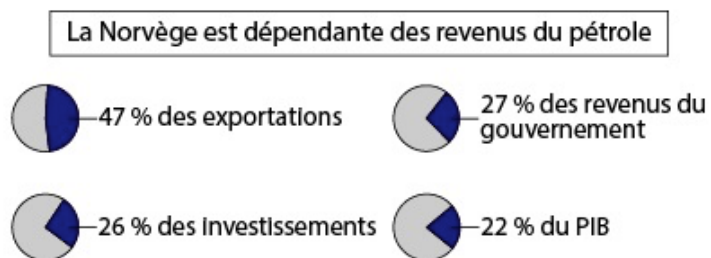 La Norvège est dépendante des revenus du pétrole
47 % des exportations
27 % des revenus du
gouvernement
26 % des investissements
22 % du PIB